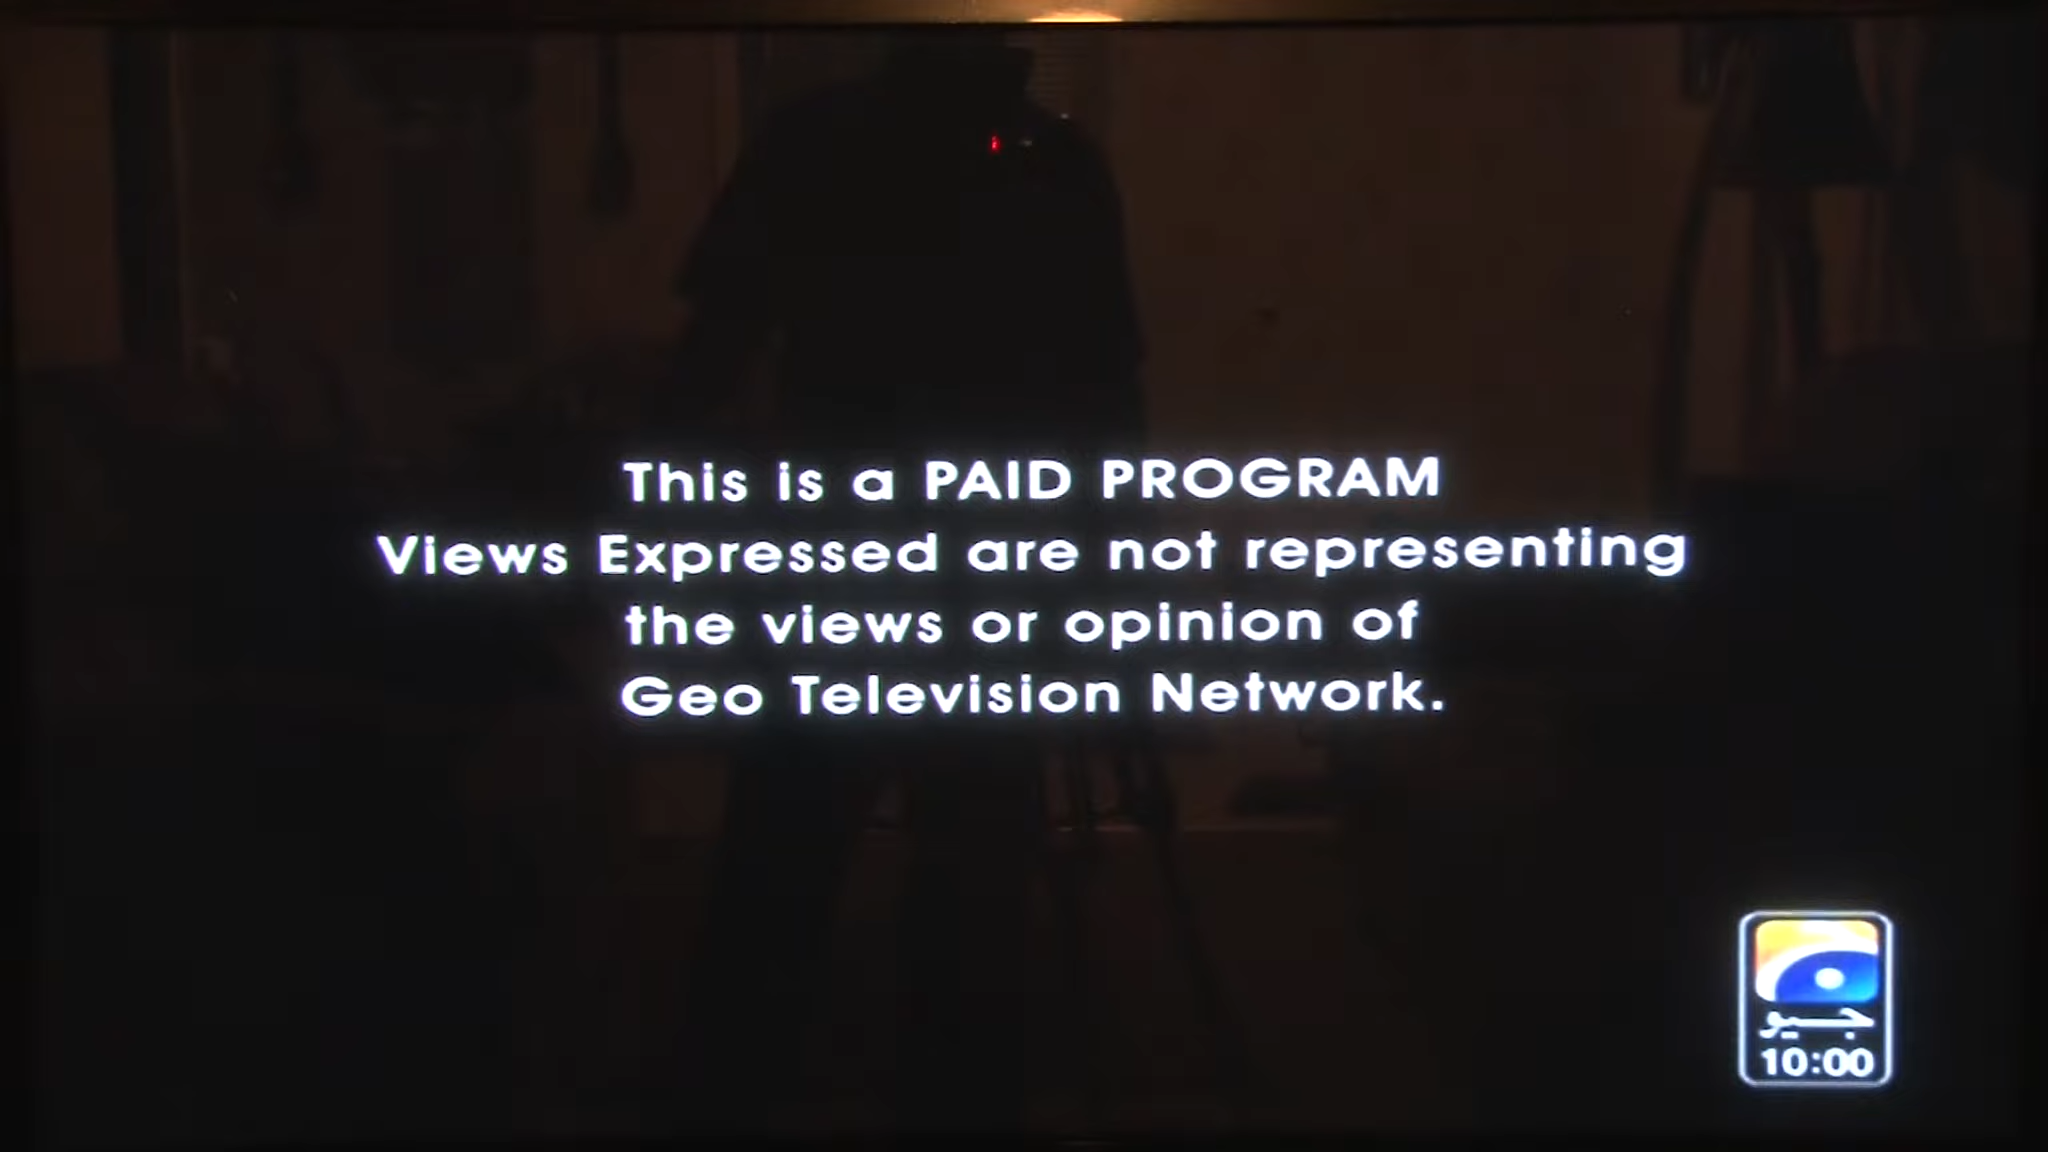 This is a PAID PROGRAM
Views Expressed are not representing
the views or opinion of
Geo Television Network.
جیو
10:00